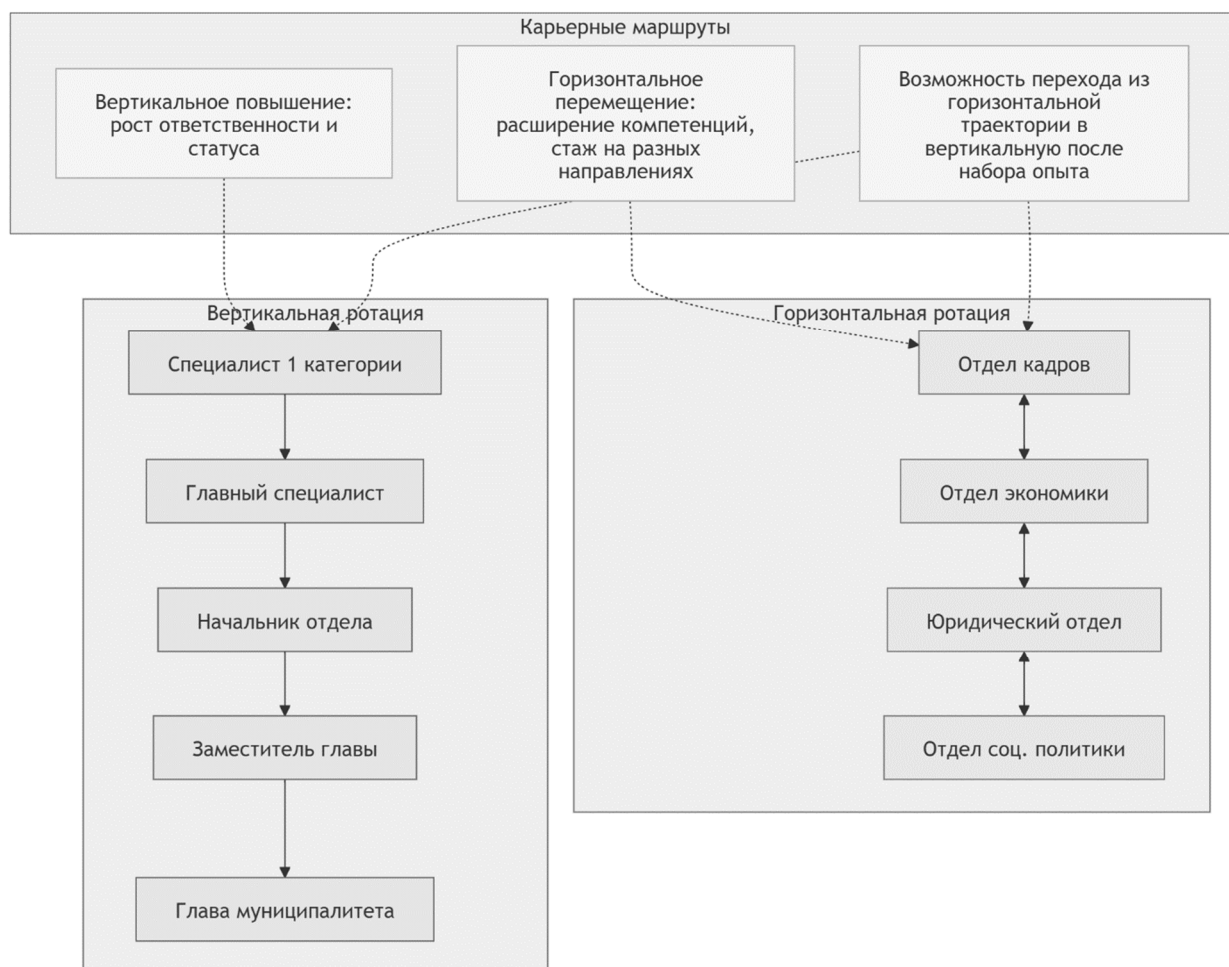 Карьерные маршруты
Вертикальное повышение:
рост ответственности и
статуса
Горизонтальное
перемещение:
расширение компетенций,
стаж на разных
направлениях
Возможность перехода из
горизонтальной
траектории в
вертикальную после
набора опыта
Вертикальная ротация
Специалист 1 категории
Главный специалист
Начальник отдела
Заместитель главы
Глава муниципалитета
Горизонтальная ротация
Отдел кадров
Отдел экономики
Юридический отдел
Отдел соц. политики